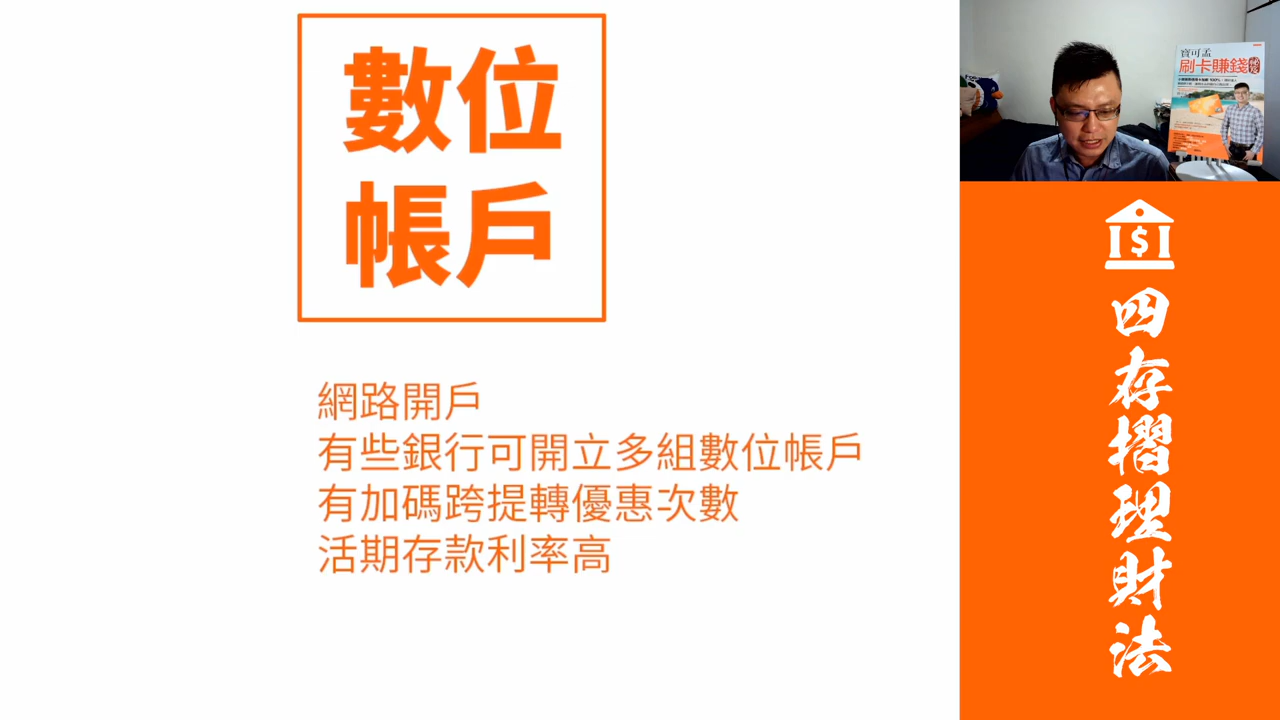 數位
帳戶
網路開戶
有些銀行可開立多組數位帳戶
有加碼跨提轉優惠次數
活期存款利率高
寶可孟
刷卡賺錢
$
四存摺理財法